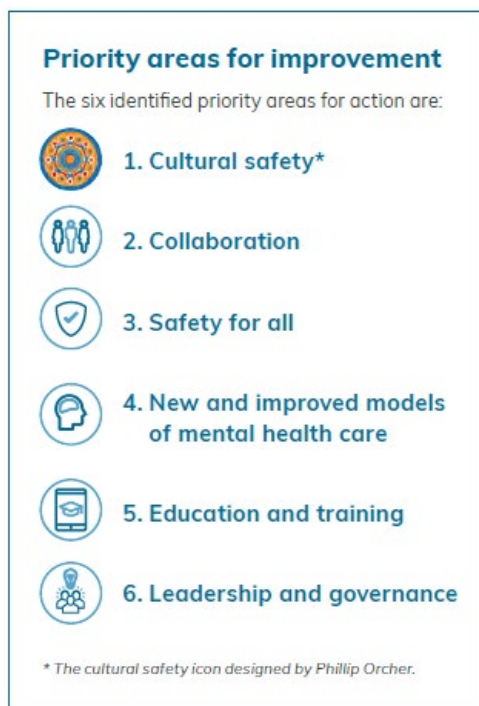 Priority areas for improvement
The six identified priority areas for action are:
1. Cultural safety*
2. Collaboration
3. Safety for all
4. New and improved models
of mental health care
5. Education and training
6. Leadership and governance
* The cultural safety icon designed by Phillip Orcher.